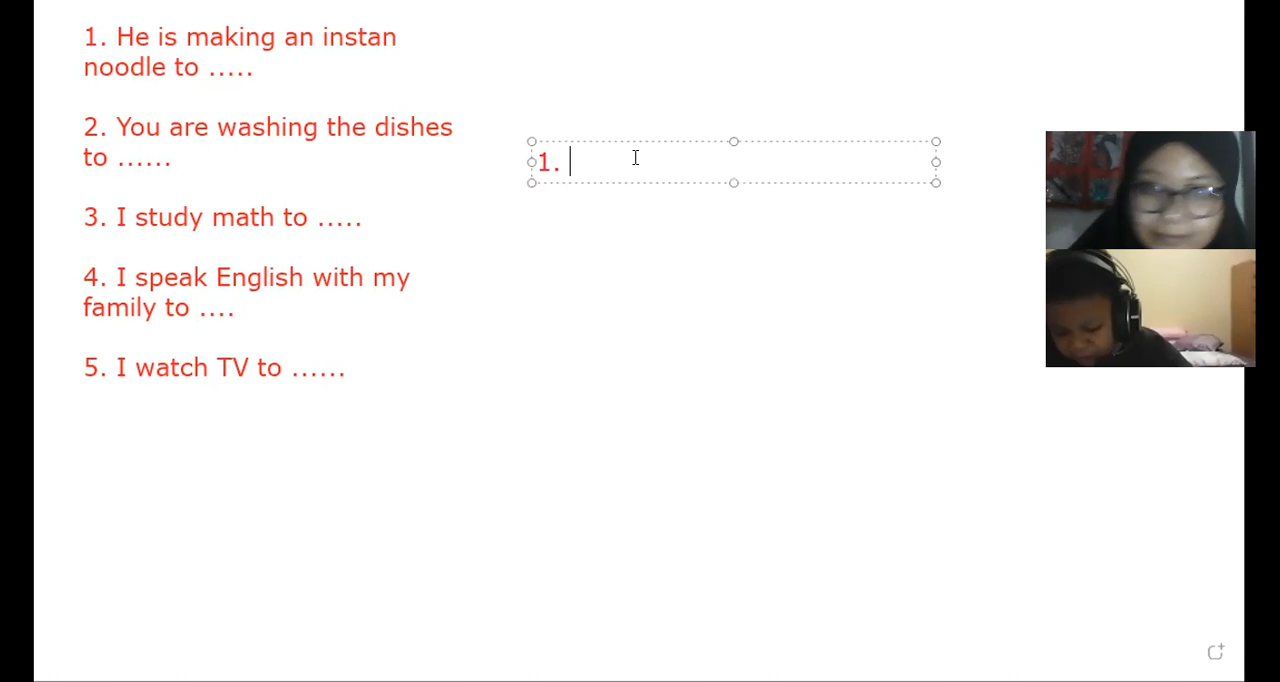 1. He is making an instan
noodle to .....
2. You are washing the dishes
to ......
3. I study math to .....
4. I speak English with my
family to ....
5. I watch TV to ......
1.